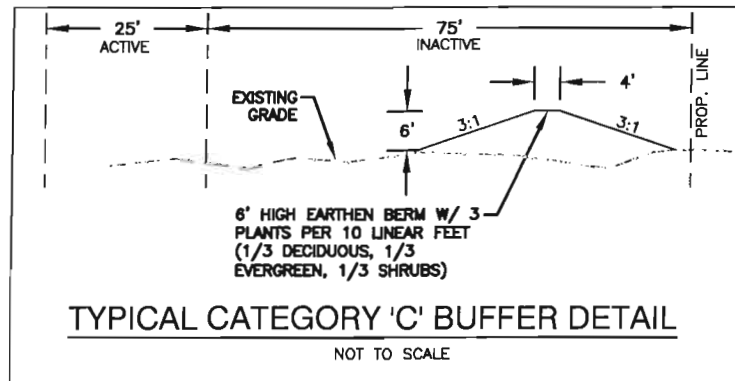 25'
ACTIVE
75'
INACTIVE
4'
PROP. LINE
EXISTING
GRADE
6'
3:1
3:1
6' HIGH EARTHEN BERM W/ 3
PLANTS PER 10 LINEAR FEET
(1/3 DECIDUOUS, 1/3
EVERGREEN, 1/3 SHRUBS)
TYPICAL CATEGORY 'C' BUFFER DETAIL
NOT TO SCALE